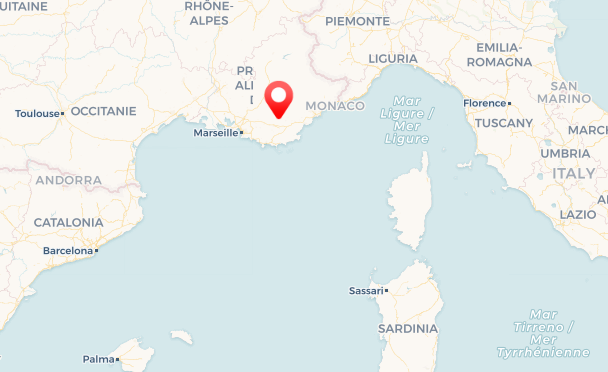 UITAINE
RHÔNE-
ALPES
PIEMONTE
LIGURIA
EMILIA-
ROMAGNA
SAN
MARINO
PR
AL
D
MONACO
Mar
Ligure /
Mer
Ligure
Florence
TUSCANY
MARCH
Toulouse
OCCITANIE
Marseille
UMBRIA
ITALY
ANDORRA
LAZIO
A
CATALONIA
Barcelona
Sassari
SARDINIA
Mar
Tirreno /
Mer
Tyrrhénienne
Palma